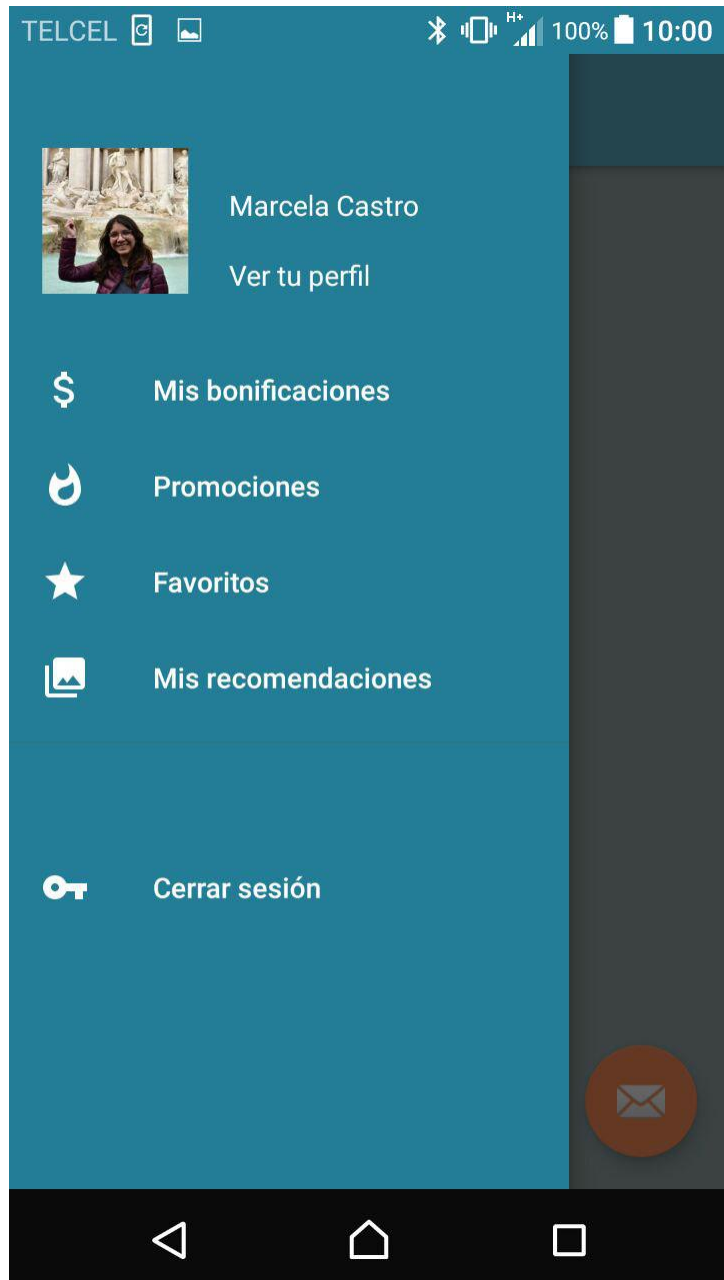 TELCEL H+ 100% 10:00
Marcela Castro
Ver tu perfil
$ Mis bonificaciones
Promociones
Favoritos
Mis recomendaciones
Cerrar sesión